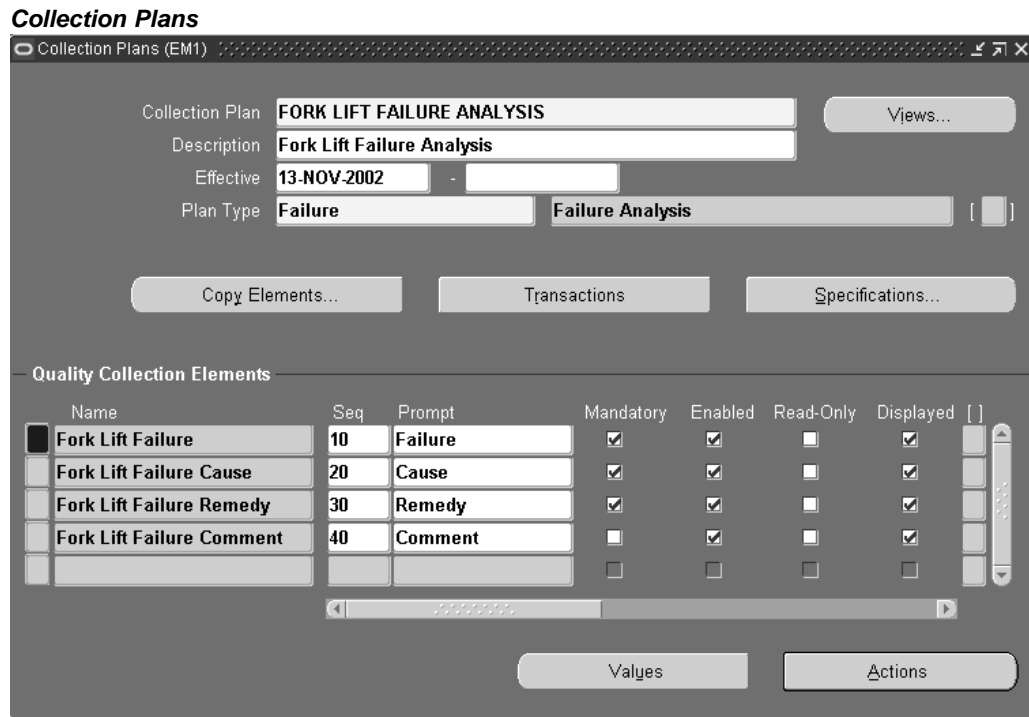 Collection Plans
Collection Plans (EM1)
Collection Plan FORK LIFT FAILURE ANALYSIS Views...
Description Fork Lift Failure Analysis
Effective 13-NOV-2002 -
Plan Type Failure Failure Analysis [ ]
Copy Elements... Transactions Specifications...
Quality Collection Elements
Name Seq Prompt Mandatory Enabled Read-Only Displayed [ ]
Fork Lift Failure 10 Failure
Fork Lift Failure Cause 20 Cause
Fork Lift Failure Remedy 30 Remedy
Fork Lift Failure Comment 40 Comment
Values Actions